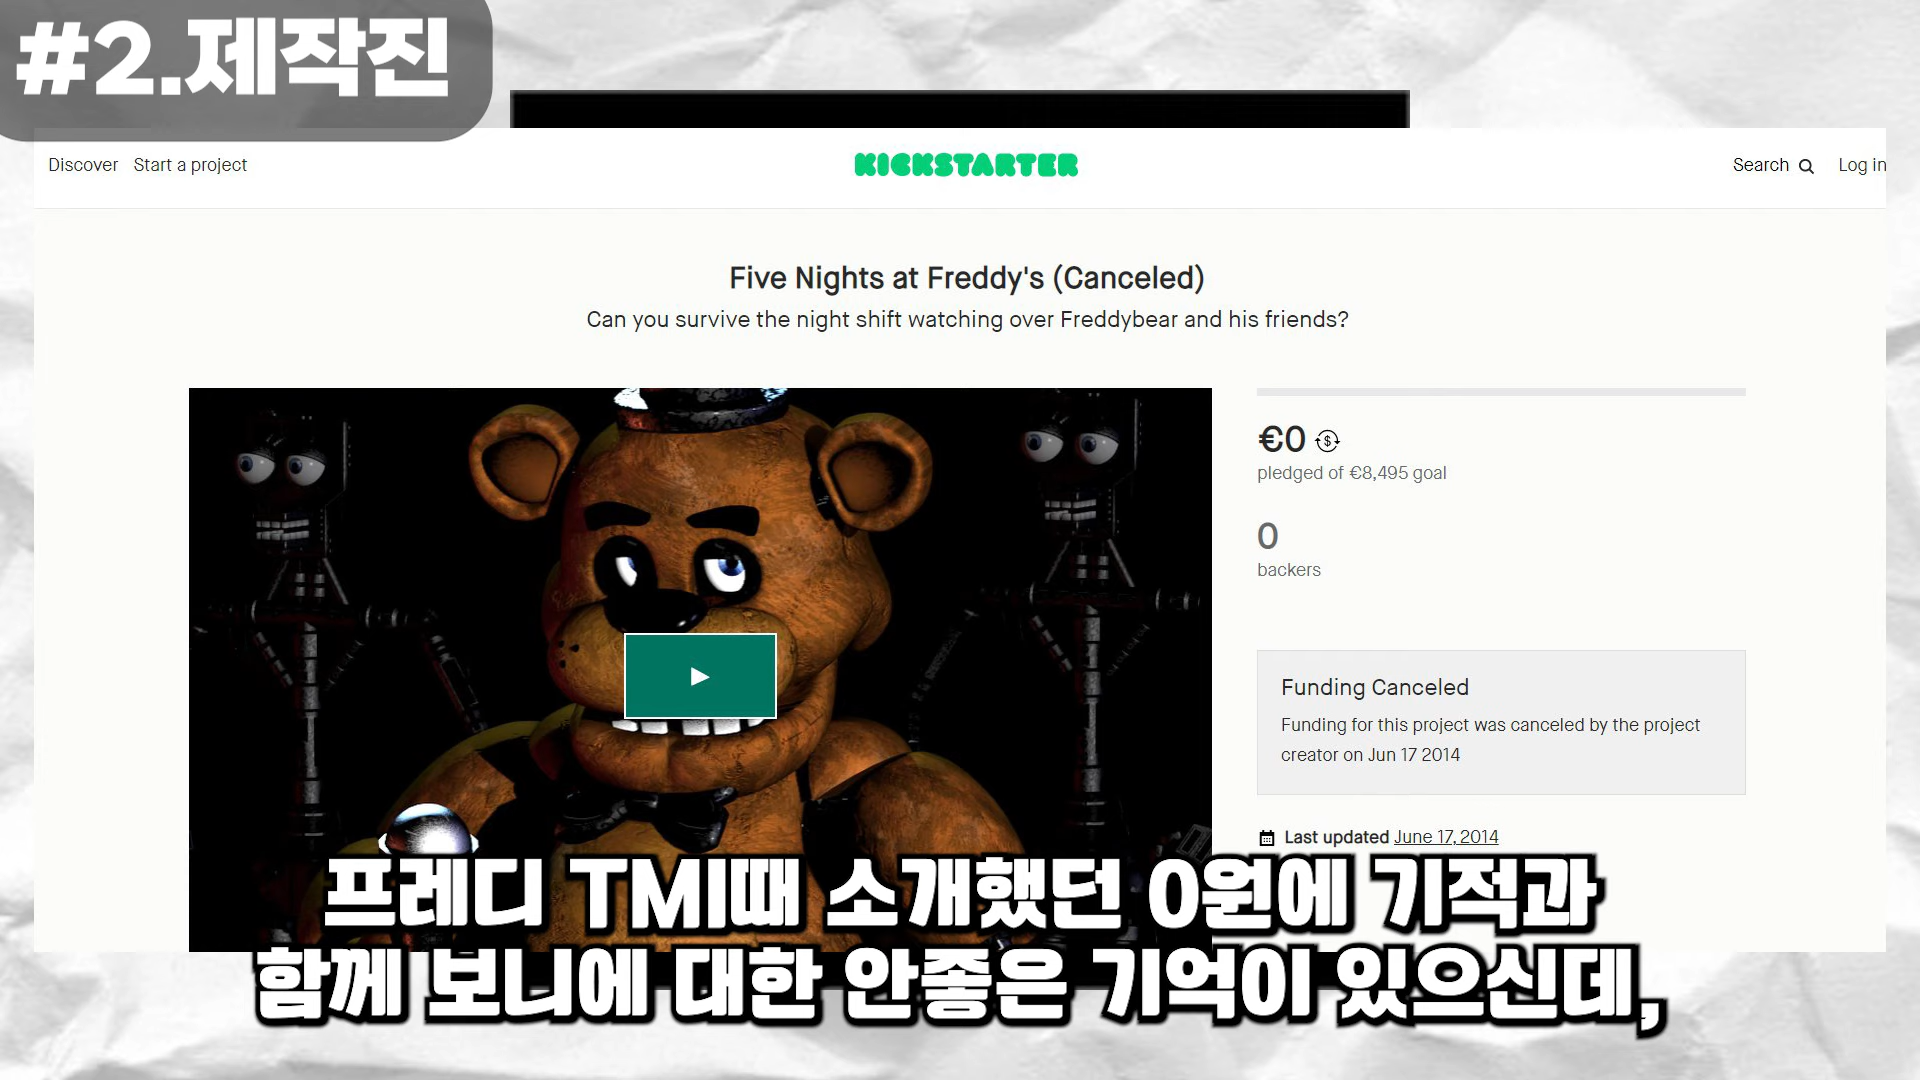 #2.제작진
Discover Start a project
KICKSTARTER
Search Log in
Five Nights at Freddy's (Canceled)
Can you survive the night shift watching over Freddybear and his friends?
€0
pledged of €8,495 goal
0
backers
Funding Canceled
Funding for this project was canceled by the project
creator on Jun 17 2014
Last updated June 17, 2014
프레디 TMI때 소개했던 0원에 기적과
함께 보니에 대한 안좋은 기억이 있으신데,